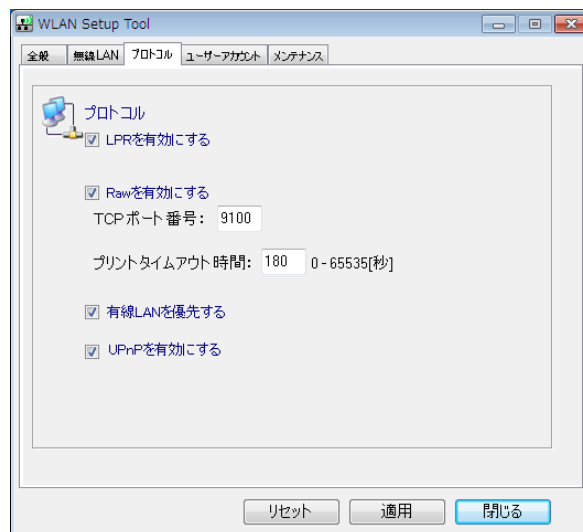 WLAN Setup Tool
全般 無線LAN プロトコル ユーザーアカウント メンテナンス
プロトコル
LPRを有効にする
Rawを有効にする
TCPポート番号: 9100
プリントタイムアウト時間: 180 0-65535[秒]
有線LANを優先する
UPnPを有効にする
リセット 適用 閉じる